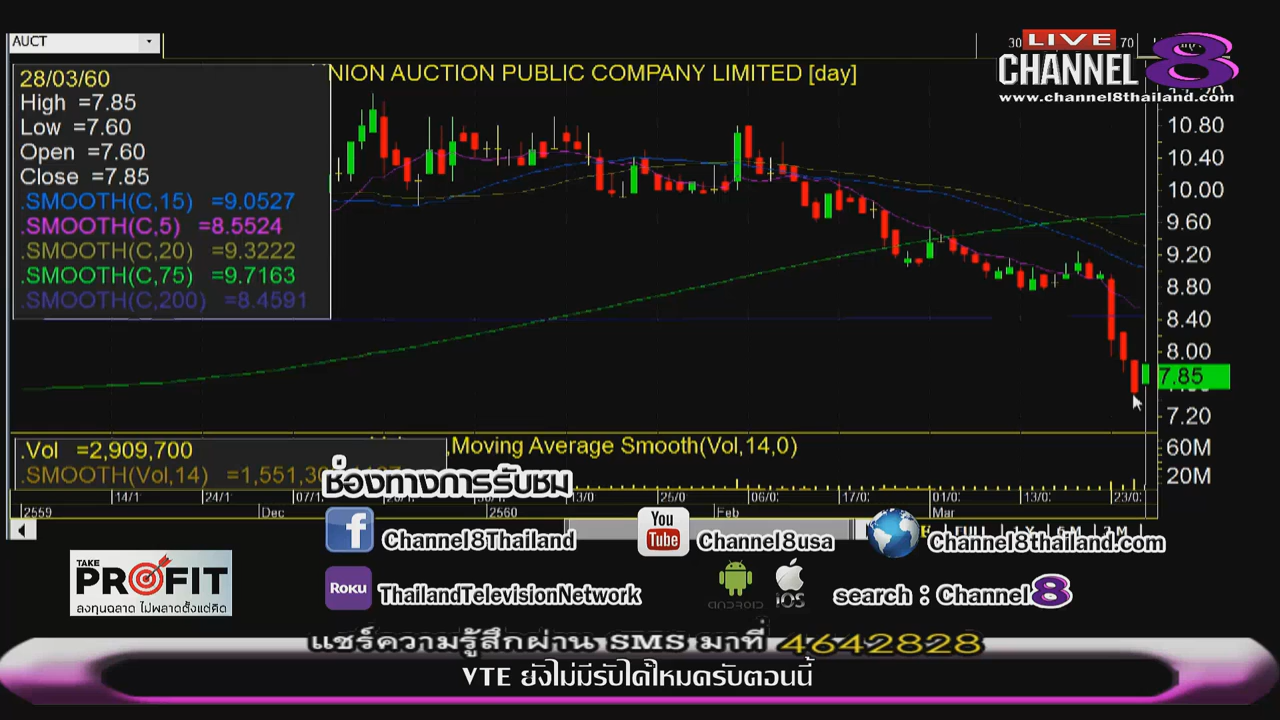 AUCT
30
70
LIVE
CHANNEL 8
www.channel8thailand.com
NION AUCTION PUBLIC COMPANY LIMITED [day]
28/03/60
High =7.85
Low =7.60
Open =7.60
Close =7.85
.SMOOTH(C,15) =9.0527
.SMOOTH(C,5) =8.5524
.SMOOTH(C,20) =9.3222
.SMOOTH(C,75) =9.7163
.SMOOTH(C,200) =8.4591
10.80
10.40
10.00
9.60
9.20
8.80
8.40
8.00
7.85
7.20
.Vol =2,909,700
,Moving Average Smooth(Vol,14,0)
60M
.SMOOTH(Vol,14)
20M
ช่องทางการรับชม
14/1 24/1 07/1 25/0 06/0 17/0 01/0 13/0 23/0
2559 Dec 2560 Feb Mar
Channel8Thailand
You Tube
Channel8usa
Channel8thailand.com
TAKE PROFIT
ลงทุนฉลาด ไม่พลาดตั้งแต่คิด
ROKU
ThailandTelevisionNetwork
ANDROID
iOS
search : Channel 8
แชร์ความรู้สึกผ่าน SMS มาที่ 4642828
VTE ยังไม่มีรับได้ไหมครับตอนนี้